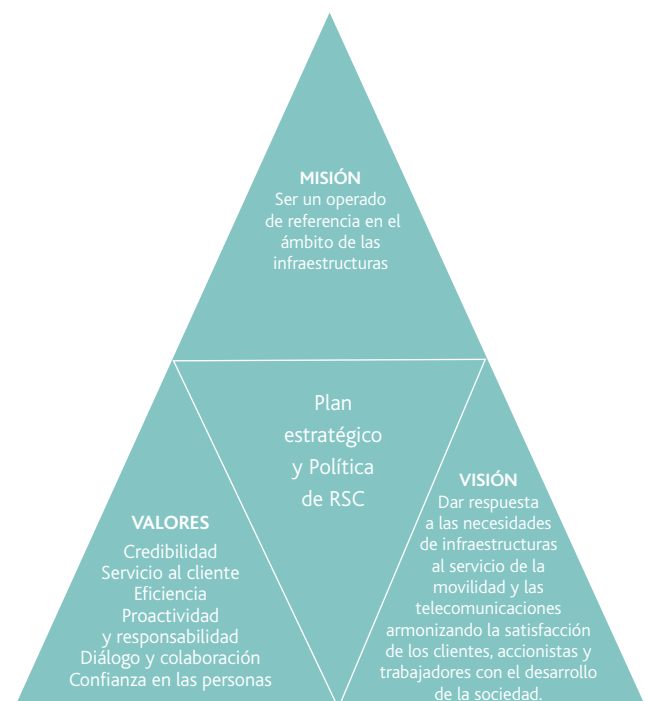 MISIÓN
Ser un operado
de referencia en el
ámbito de las
infraestructuras
Plan
estratégico
y Política
de RSC
VALORES
Credibilidad
Servicio al cliente
Eficiencia
Proactividad
y responsabilidad
Diálogo y colaboración
Confianza en las personas
VISIÓN
Dar respuesta
a las necesidades
de infraestructuras
al servicio de la
movilidad y las
telecomunicaciones
armonizando la satisfacción
de los clientes, accionistas y
trabajadores con el desarrollo
de la sociedad.